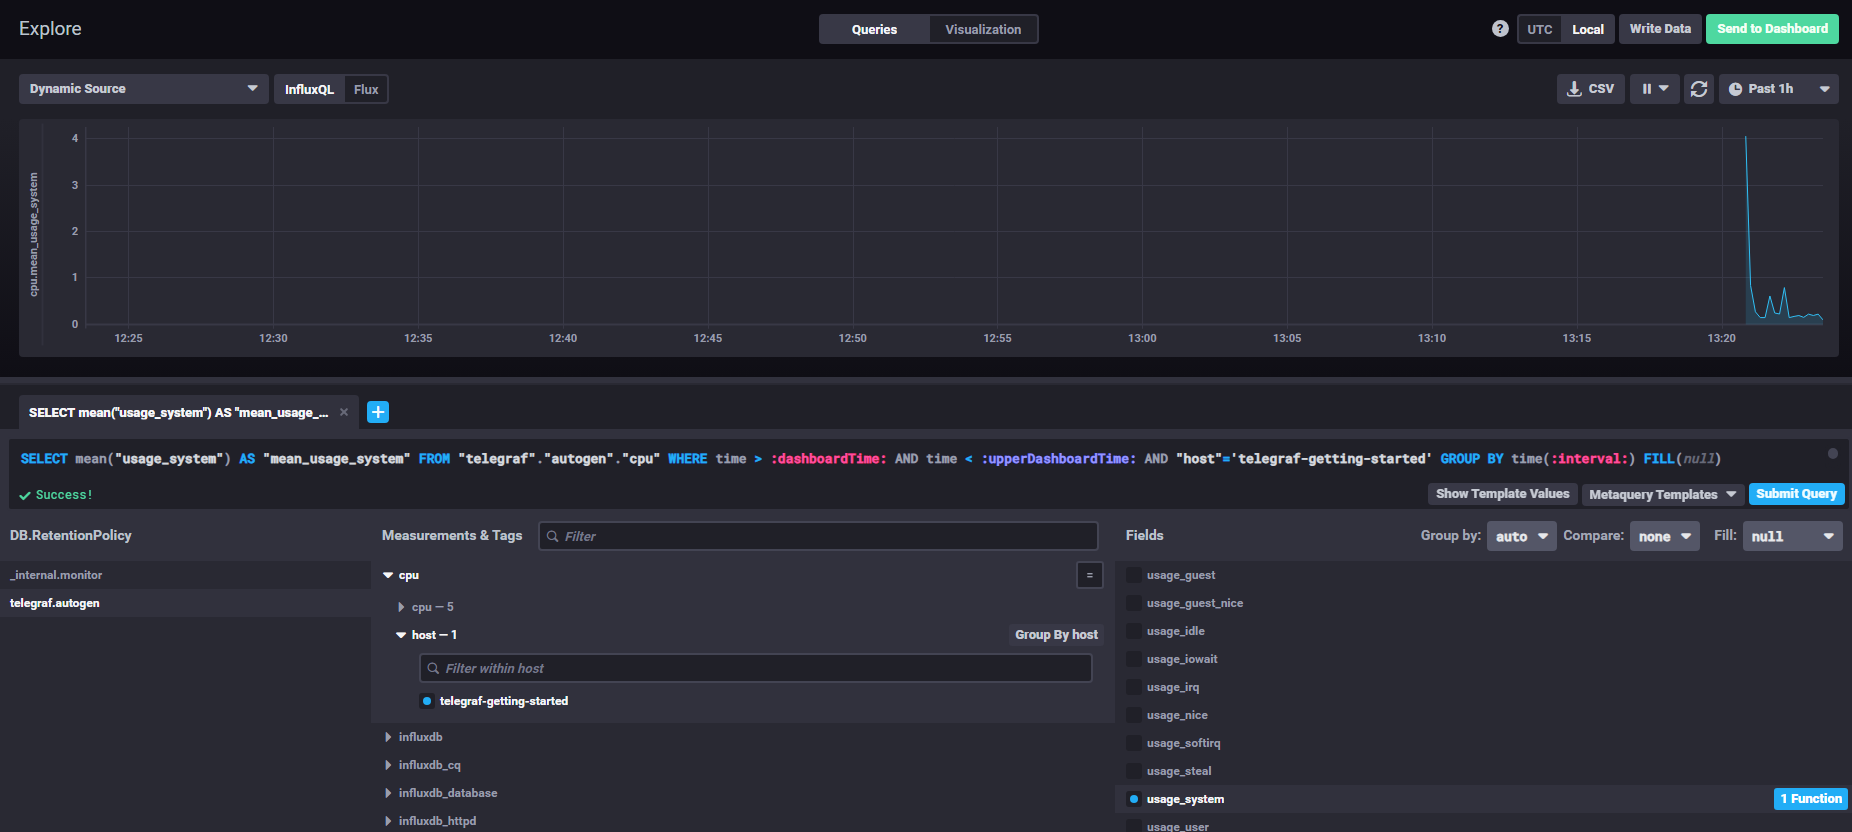 Explore
Queries Visualization
? UTC Local Write Data Send to Dashboard
Dynamic Source InfluxQL Flux CSV Past 1h
cpu.mean_usage_system
4
3
2
1
0
12:25 12:30 12:35 12:40 12:45 12:50 12:55 13:00 13:05 13:10 13:15 13:20
SELECT mean("usage_system") AS "mean_usage_... × +
SELECT mean("usage_system") AS "mean_usage_system" FROM "telegraf"."autogen"."cpu" WHERE time > :dashboardTime: AND time < :upperDashboardTime: AND "host"='telegraf-getting-started' GROUP BY time(:interval:) FILL(null)
Success!
Show Template Values Metaquery Templates Submit Query
DB.RetentionPolicy
_internal.monitor
telegraf.autogen
Measurements & Tags Filter
cpu =
cpu — 5
host — 1 Group By host
Filter within host
telegraf-getting-started
influxdb
influxdb_cq
influxdb_database
influxdb_httpd
Fields Group by: auto Compare: none Fill: null
usage_guest
usage_guest_nice
usage_idle
usage_iowait
usage_irq
usage_nice
usage_softirq
usage_steal
usage_system 1 Function
usage_user